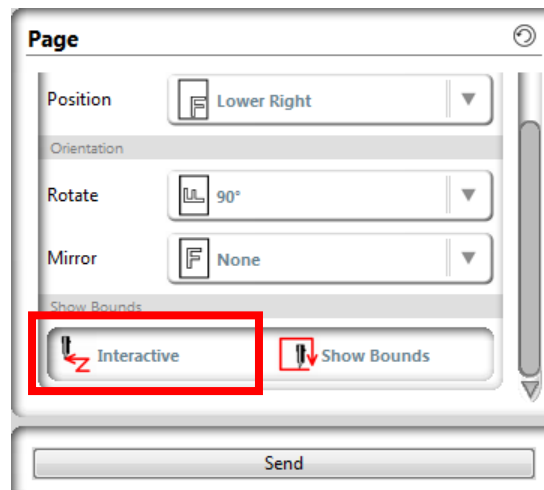 Page
Position
Lower Right
Orientation
Rotate
90°
Mirror
None
Show Bounds
Interactive
Show Bounds
Send